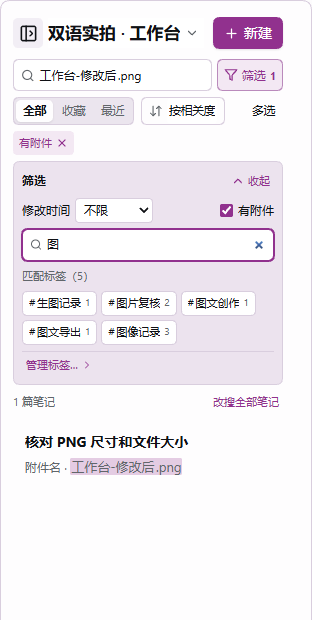 双语实拍 · 工作台
+ 新建
工作台-修改后.png
筛选 1
全部 收藏 最近
按相关度
多选
有附件 ×
筛选
收起
修改时间 不限
有附件
图
匹配标签（5）
#生图记录 1 #图片复核 2 #图文创作 1
#图文导出 1 #图像记录 3
管理标签...
1 篇笔记
改搜全部笔记
核对 PNG 尺寸和文件大小
附件名 · 工作台-修改后.png